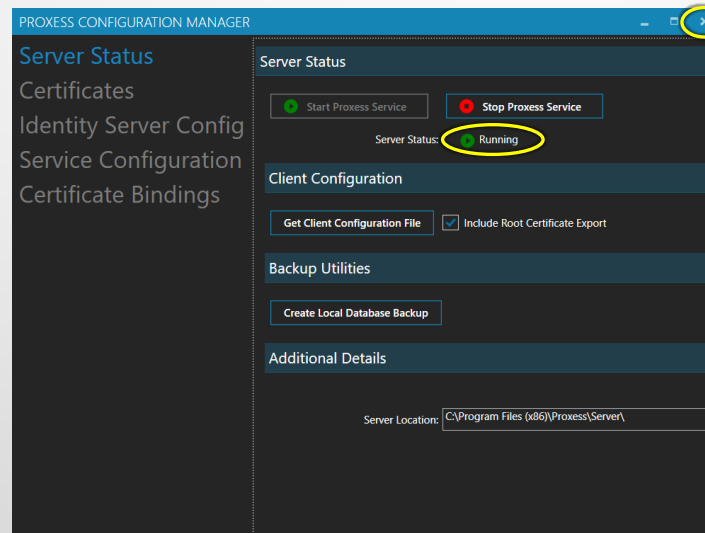 PROXESS CONFIGURATION MANAGER
Server Status
Certificates
Identity Server Config
Service Configuration
Certificate Bindings
Server Status
Start Proxess Service
Stop Proxess Service
Server Status:
Running
Client Configuration
Get Client Configuration File
Include Root Certificate Export
Backup Utilities
Create Local Database Backup
Additional Details
Server Location:
C:\Program Files (x86)\Proxess\Server\